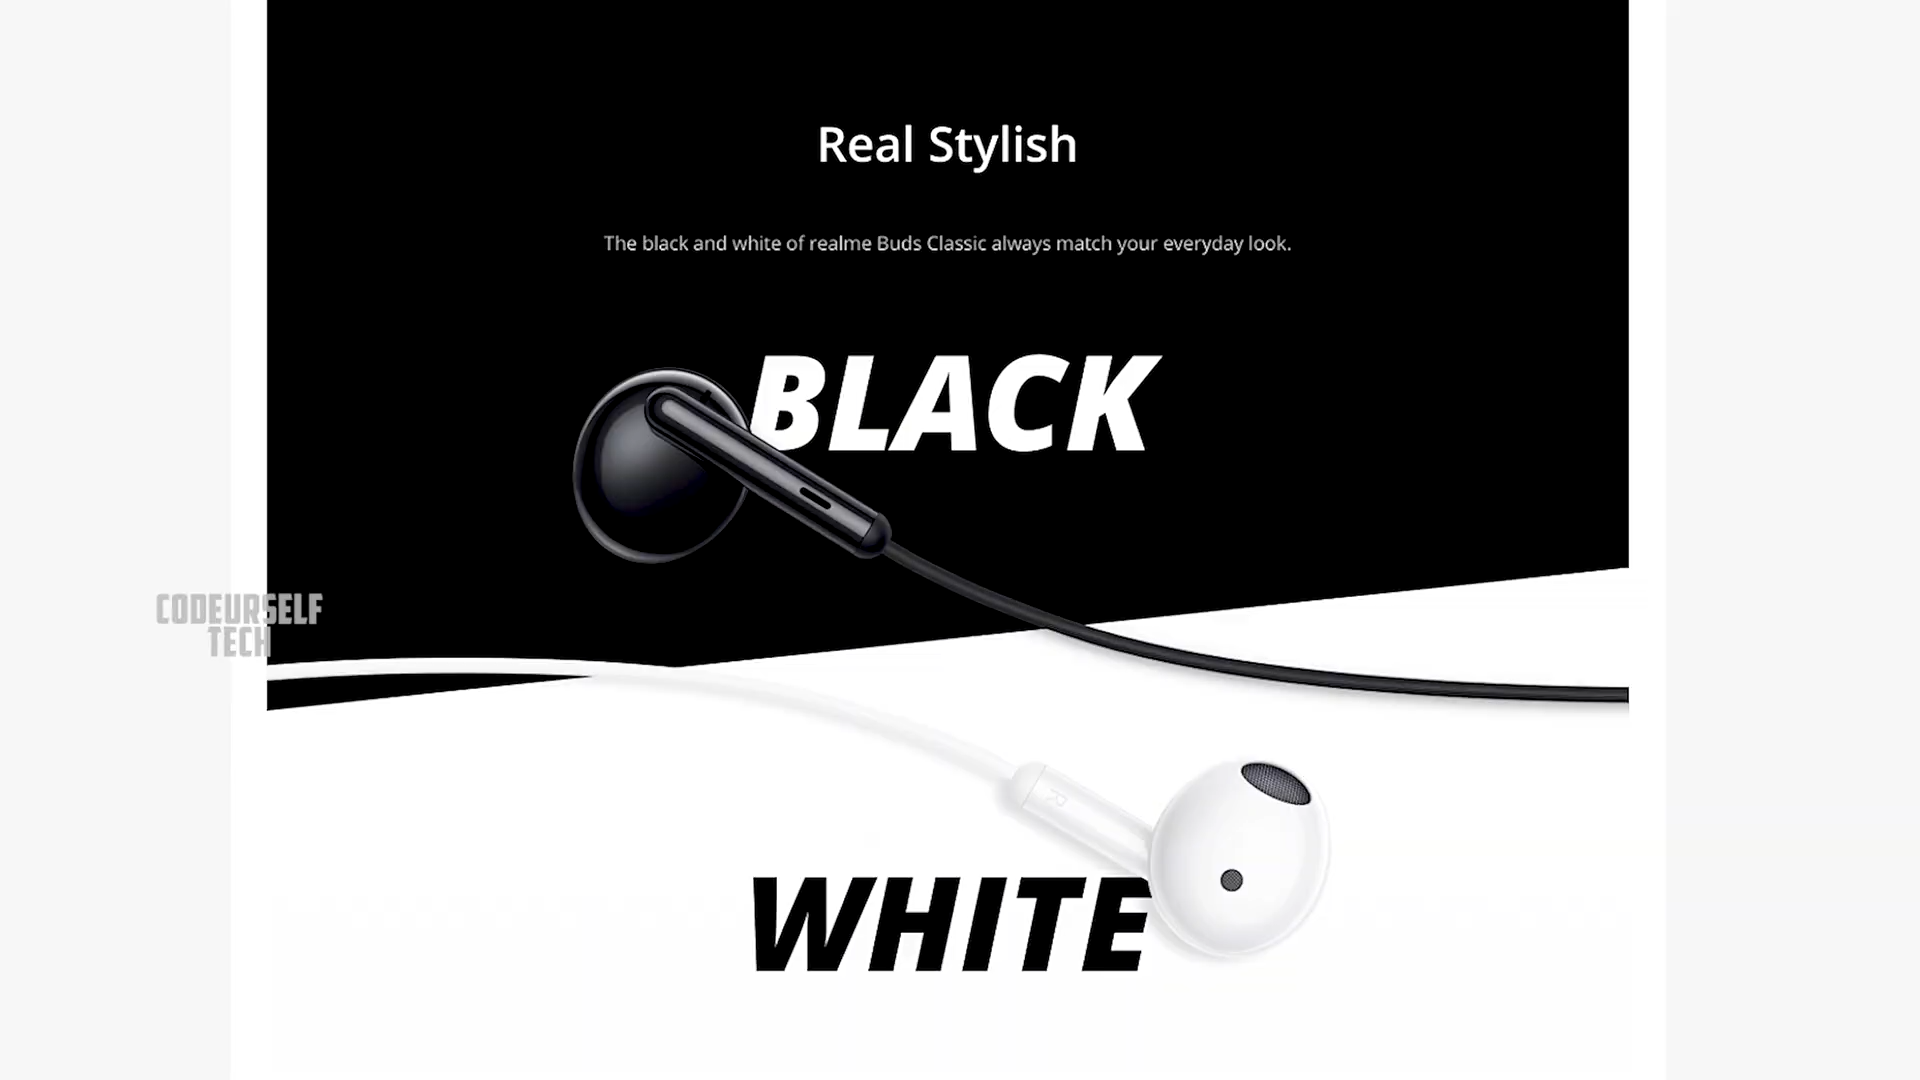 Real Stylish
The black and white of realme Buds Classic always match your everyday look.
BLACK
CODEURSELF
TECH
R
WHITE